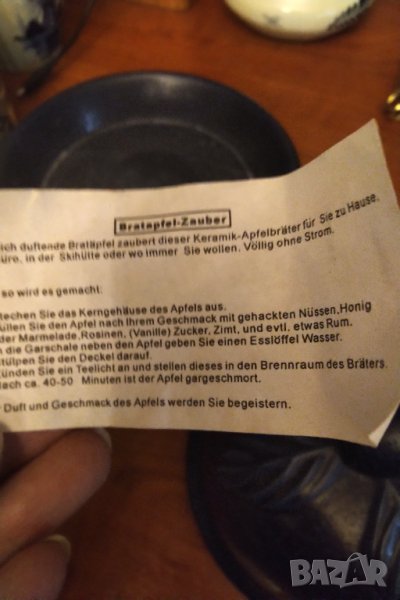 Bratapfel-Zauber
ich duftende Bratäpfel zaubert dieser Keramik-Apfelbräter für Sie zu Hause,
üro, in der Skihütte oder wo immer Sie wollen. Völlig ohne Strom.
so wird es gemacht:
techen Sie das Kerngehäuse des Apfels aus.
üllen Sie den Apfel nach Ihrem Geschmack mit gehackten Nüssen,Honig
der Marmelade,Rosinen, (Vanille) Zucker, Zimt, und evtl. etwas Rum.
n die Garschale neben den Apfel geben Sie einen Esslöffel Wasser.
tülpen Sie den Deckel darauf.
ünden Sie ein Teelicht an und stellen dieses in den Brennraum des Bräters.
ach ca. 40-50 Minuten ist der Apfel gargeschmort.
Duft und Geschmack des Apfels werden Sie begeistern.
BAZAR